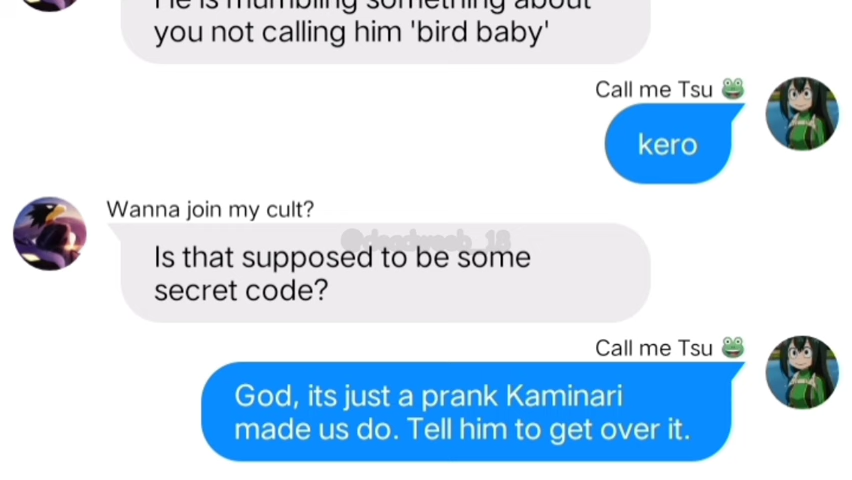 He is mumbling something about
you not calling him 'bird baby'
Call me Tsu 🐸
kero
Wanna join my cult?
@deadweeb_18
Is that supposed to be some
secret code?
Call me Tsu 🐸
God, its just a prank Kaminari
made us do. Tell him to get over it.